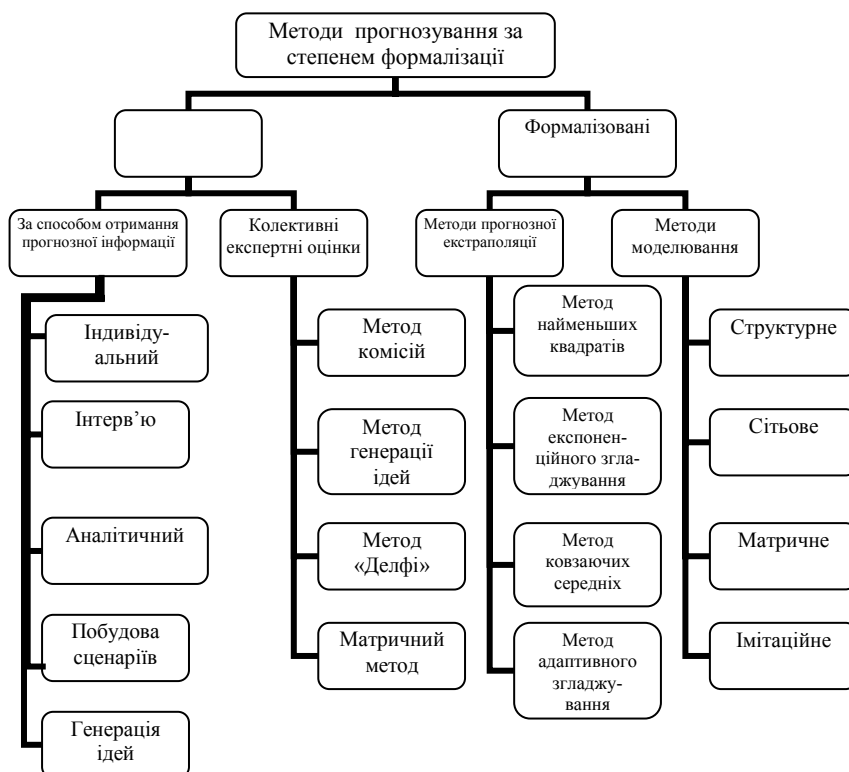 Методи прогнозування за
степенем формалізації
Формалізовані
За способом отримання
прогнозної інформації
Колективні
експертні оцінки
Методи прогнозної
екстраполяції
Методи
моделювання
Індивіду-
альний
Інтерв’ю
Аналітичний
Побудова
сценаріїв
Генерація
ідей
Метод
комісій
Метод
генерації
ідей
Метод
«Делфі»
Матричний
метод
Метод
найменьших
квадратів
Метод
експонен-
ційного згла-
джування
Метод
ковзаючих
середніх
Метод
адаптивного
згладжу-
вання
Структурне
Сітьове
Матричне
Імітаційне